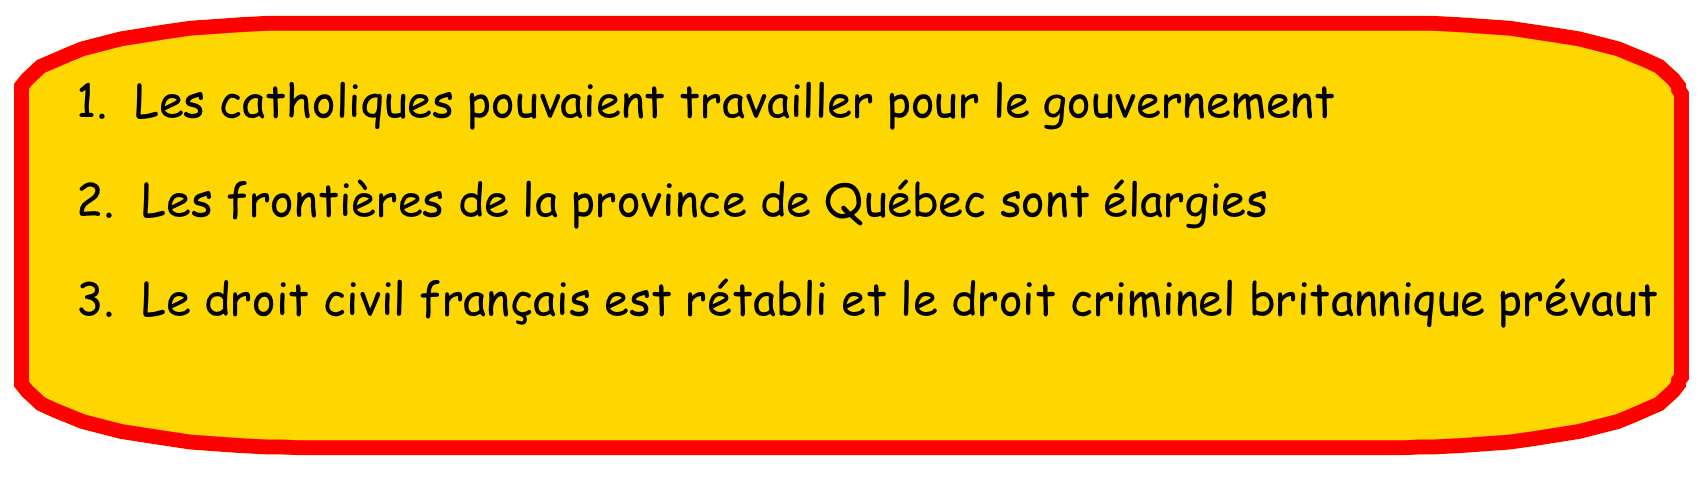 1. Les catholiques pouvaient travailler pour le gouvernement
2. Les frontières de la province de Québec sont élargies
3. Le droit civil français est rétabli et le droit criminel britannique prévaut